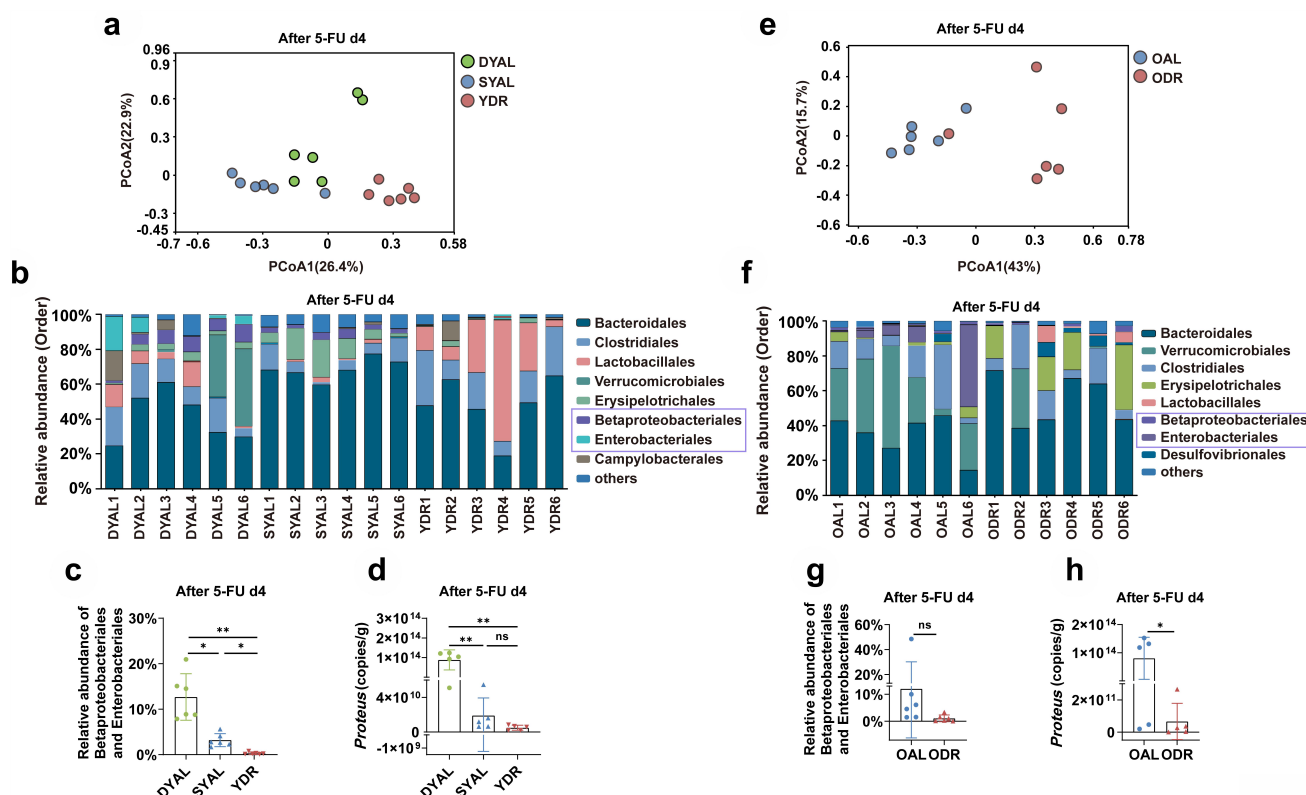 a
After 5-FU d4
0.96
0.9
0.6
0.3
0
-0.3
-0.45
PCoA2(22.9%)
-0.7 -0.6 -0.3 0 0.3 0.58
PCoA1(26.4%)
DYAL
SYAL
YDR
e
After 5-FU d4
0.6
0.4
0.2
0
-0.2
-0.4
-0.6
PCoA2(15.7%)
-0.6 -0.3 0 0.3 0.6 0.78
PCoA1(43%)
OAL
ODR
b
After 5-FU d4
Relative abundance (Order)
100%
80%
60%
40%
20%
0%
DYAL1 DYAL2 DYAL3 DYAL4 DYAL5 DYAL6 SYAL1 SYAL2 SYAL3 SYAL4 SYAL5 SYAL6 YDR1 YDR2 YDR3 YDR4 YDR5 YDR6
Bacteroidales
Clostridiales
Lactobacillales
Verrucomicrobiales
Erysipelotrichales
Betaproteobacteriales
Enterobacteriales
Campylobacterales
others
f
After 5-FU d4
Relative abundance (Order)
100%
80%
60%
40%
20%
0%
OAL1 OAL2 OAL3 OAL4 OAL5 OAL6 ODR1 ODR2 ODR3 ODR4 ODR5 ODR6
Bacteroidales
Verrucomicrobiales
Clostridiales
Erysipelotrichales
Lactobacillales
Betaproteobacteriales
Enterobacteriales
Desulfovibrionales
others
c
After 5-FU d4
Relative abundance of
Betaproteobacteriales
and Enterobacteriales
30%
20%
10%
0%
**
* *
DYAL SYAL YDR
d
After 5-FU d4
Proteus (copies/g)
3×10¹⁴
2×10¹⁴
1×10¹⁴
4×10¹⁰
0
-1×10⁹
**
** ns
DYAL SYAL YDR
g
After 5-FU d4
Relative abundance of
Betaproteobacteriales
and Enterobacteriales
60%
40%
20%
10%
0%
ns
OAL ODR
h
After 5-FU d4
Proteus (copies/g)
2×10¹⁴
1×10¹⁴
2×10¹¹
0
*
OAL ODR